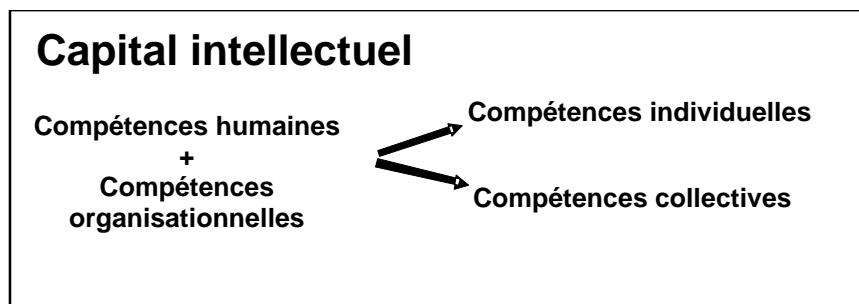 Capital intellectuel
Compétences humaines
+
Compétences
organisationnelles
Compétences individuelles
Compétences collectives